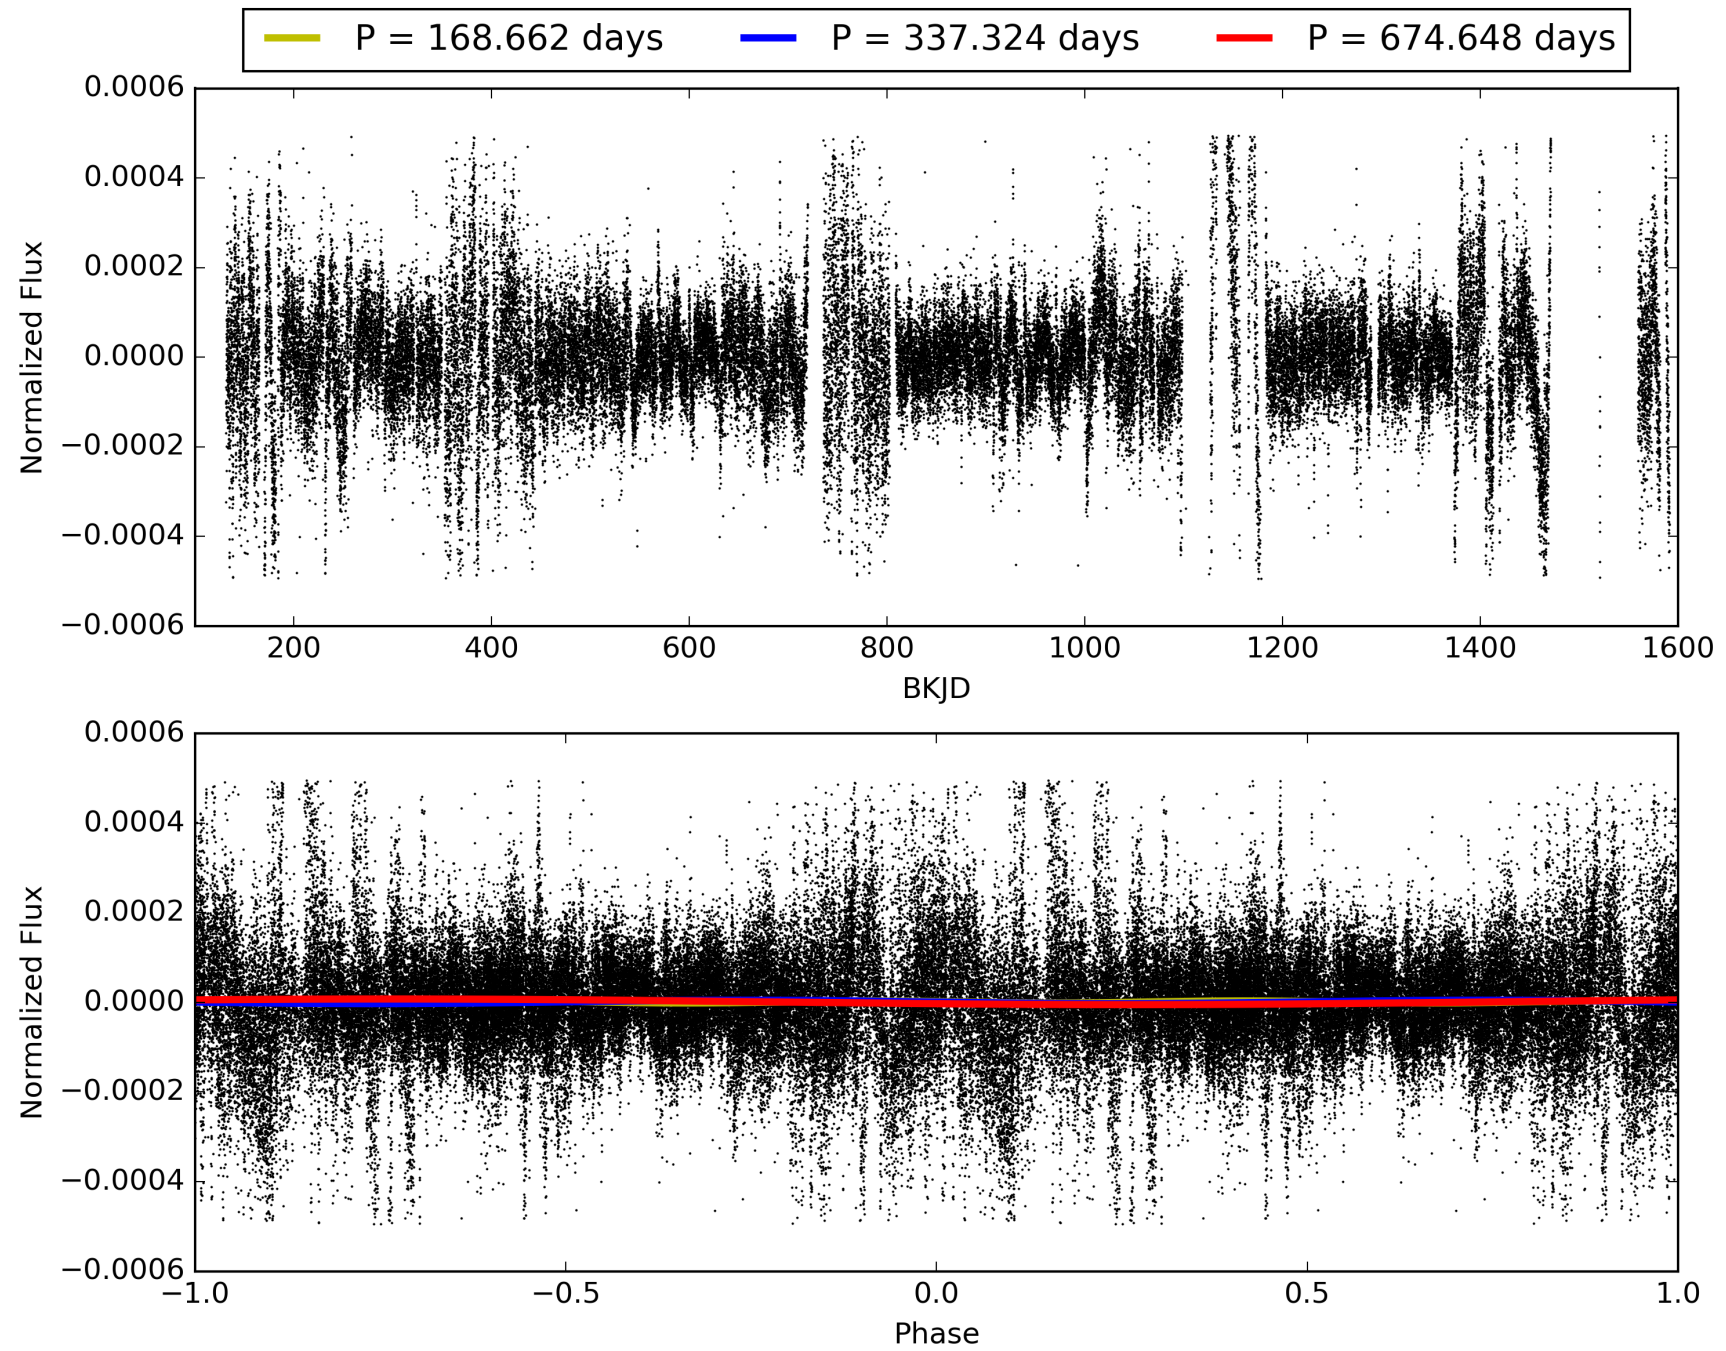 P = 168.662 days P = 337.324 days P = 674.648 days
0.0006
0.0004
0.0002
0.0000
−0.0002
−0.0004
−0.0006
Normalized Flux
200 400 600 800 1000 1200 1400 1600
BKJD
0.0006
0.0004
0.0002
0.0000
−0.0002
−0.0004
−0.0006
Normalized Flux
−1.0 −0.5 0.0 0.5 1.0
Phase